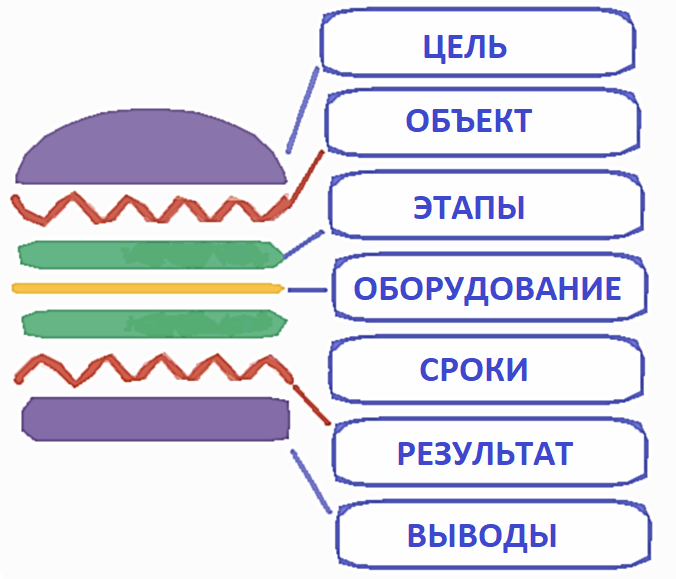 ЦЕЛЬ
ОБЪЕКТ
ЭТАПЫ
ОБОРУДОВАНИЕ
СРОКИ
РЕЗУЛЬТАТ
ВЫВОДЫ